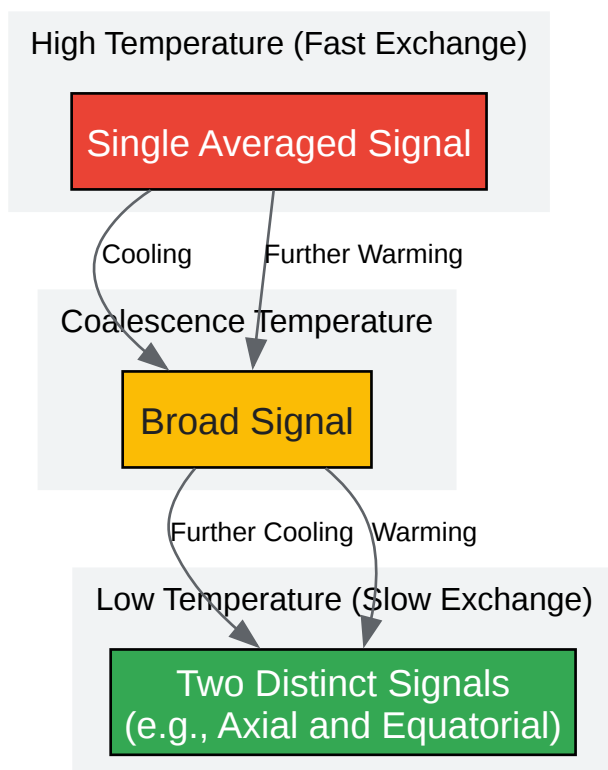 High Temperature (Fast Exchange)
Single Averaged Signal
Cooling
Further Warming
Coalescence Temperature
Broad Signal
Further Cooling
Warming
Low Temperature (Slow Exchange)
Two Distinct Signals
(e.g., Axial and Equatorial)